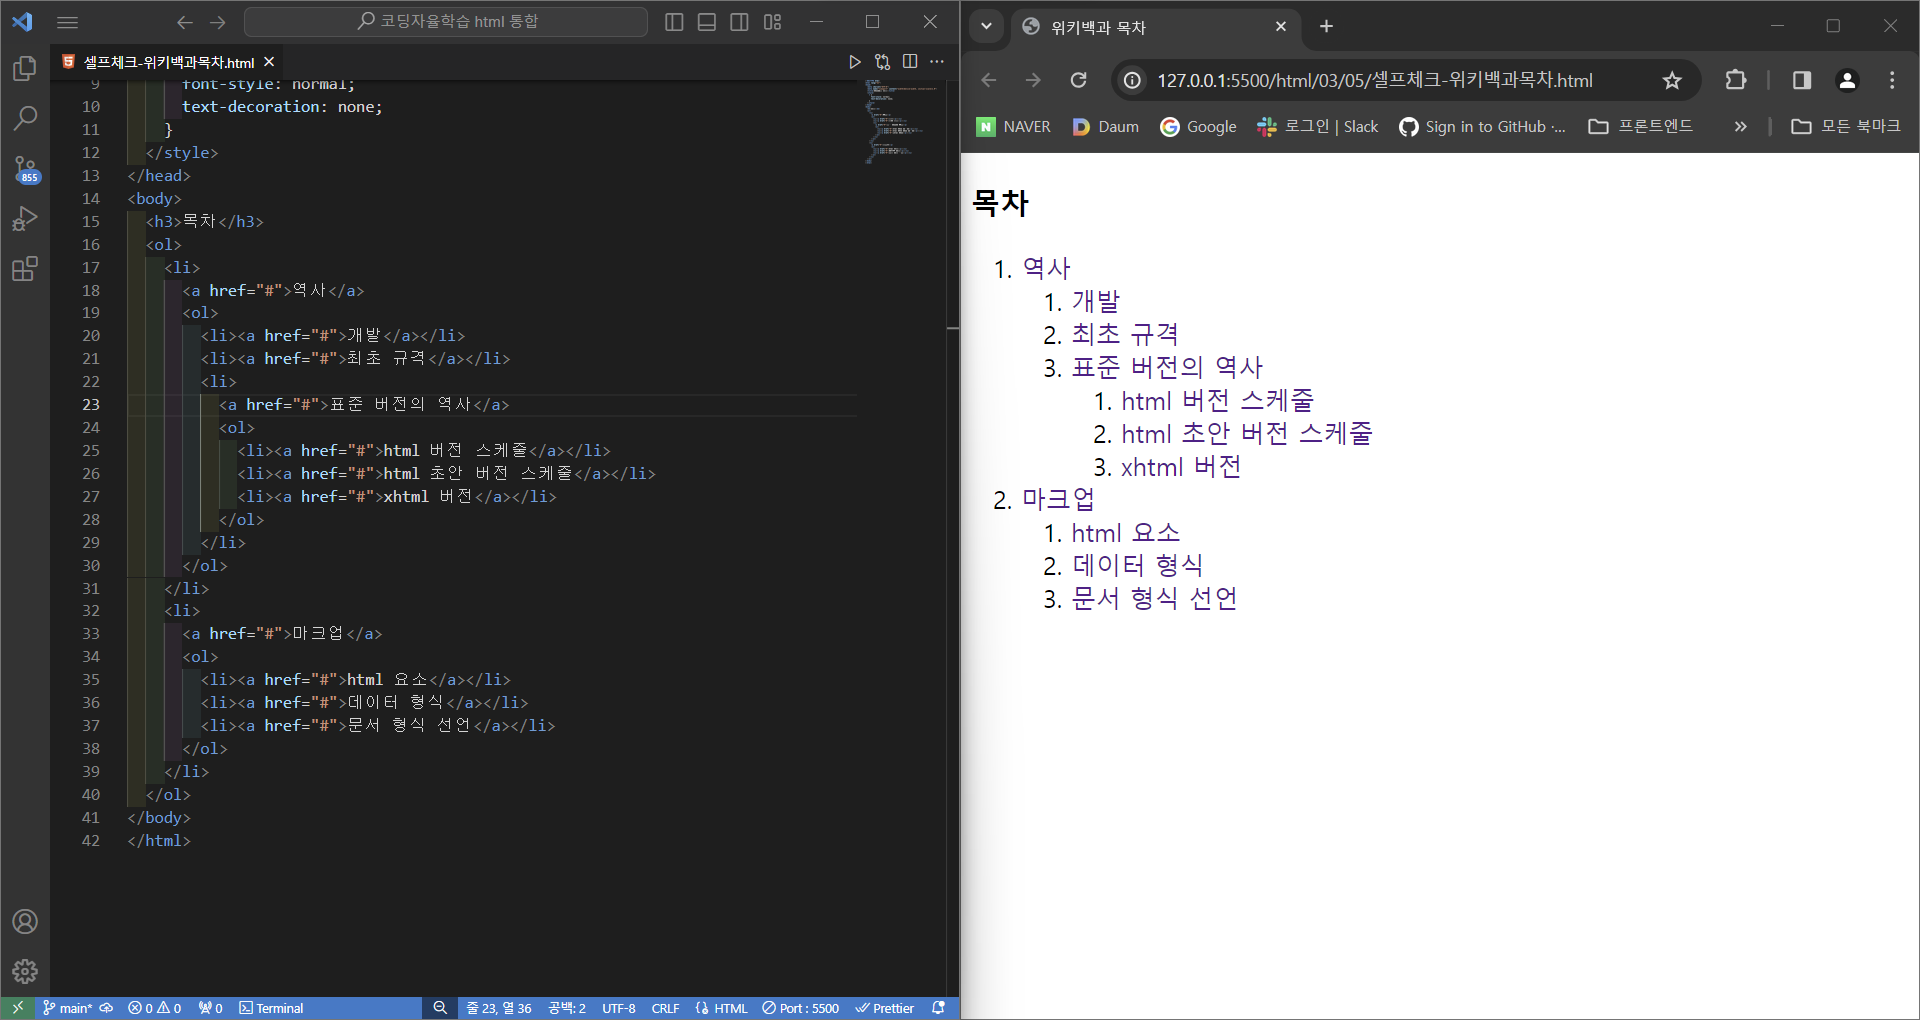 코딩자율학습 html 통합
셀프체크-위키백과목차.html
855
9 font-style: normal;
10 text-decoration: none;
11 }
12 </style>
13 </head>
14 <body>
15 <h3>목차</h3>
16 <ol>
17 <li>
18 <a href="#">역사</a>
19 <ol>
20 <li><a href="#">개발</a></li>
21 <li><a href="#">최초 규격</a></li>
22 <li>
23 <a href="#">표준 버전의 역사</a>
24 <ol>
25 <li><a href="#">html 버전 스케줄</a></li>
26 <li><a href="#">html 초안 버전 스케줄</a></li>
27 <li><a href="#">xhtml 버전</a></li>
28 </ol>
29 </li>
30 </ol>
31 </li>
32 <li>
33 <a href="#">마크업</a>
34 <ol>
35 <li><a href="#">html 요소</a></li>
36 <li><a href="#">데이터 형식</a></li>
37 <li><a href="#">문서 형식 선언</a></li>
38 </ol>
39 </li>
40 </ol>
41 </body>
42 </html>
main* 0 0 0 Terminal 줄 23, 열 36 공백: 2 UTF-8 CRLF HTML Port : 5500 Prettier
위키백과 목차
127.0.0.1:5500/html/03/05/셀프체크-위키백과목차.html
NAVER Daum Google 로그인 | Slack Sign in to GitHub ·... 프론트엔드 » 모든 북마크
목차
1. 역사
1. 개발
2. 최초 규격
3. 표준 버전의 역사
1. html 버전 스케줄
2. html 초안 버전 스케줄
3. xhtml 버전
2. 마크업
1. html 요소
2. 데이터 형식
3. 문서 형식 선언